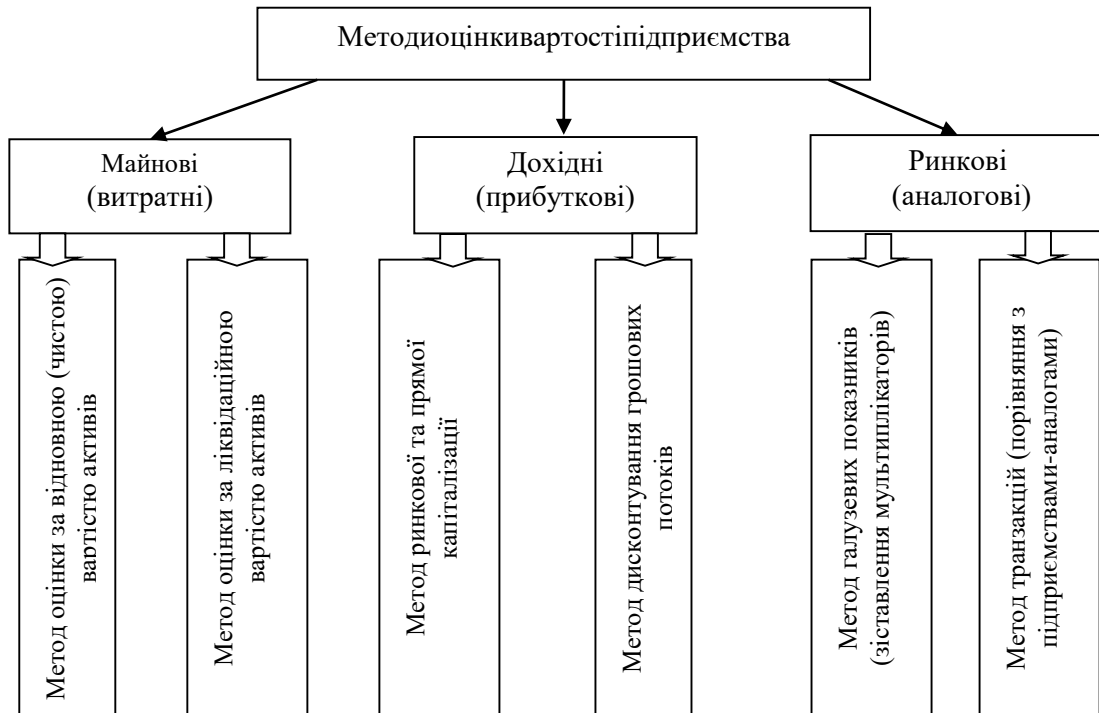 Методиоцінкивартостіпідприємства
Майнові
(витратні)
Дохідні
(прибуткові)
Ринкові
(аналогові)
Метод оцінки за відновною (чистою)
вартістю активів
Метод оцінки за ліквідаційною
вартістю активів
Метод ринкової та прямої
капіталізації
Метод дисконтування грошових
потоків
Метод галузевих показників
(зіставлення мультиплікаторів)
Метод транзакцій (порівняння з
підприємствами-аналогами)